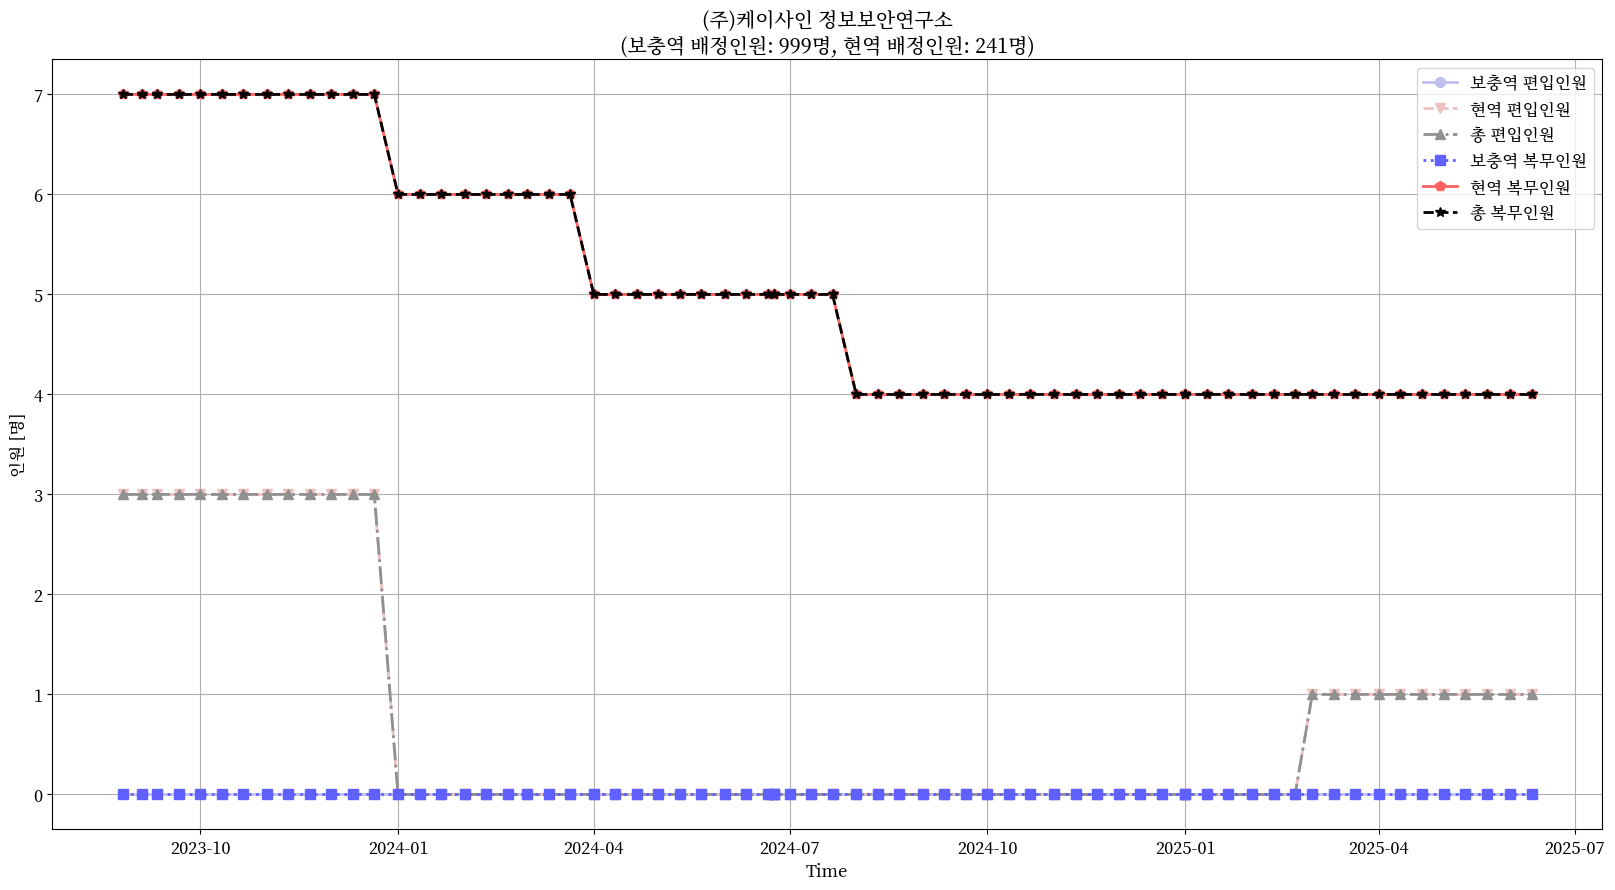 (주)케이사인 정보보안연구소
(보충역 배정인원: 999명, 현역 배정인원: 241명)
보충역 편입인원
현역 편입인원
총 편입인원
보충역 복무인원
현역 복무인원
총 복무인원
7
6
5
4
3
2
1
0
인원 [명]
2023-10
2024-01
2024-04
2024-07
2024-10
2025-01
2025-04
2025-07
Time